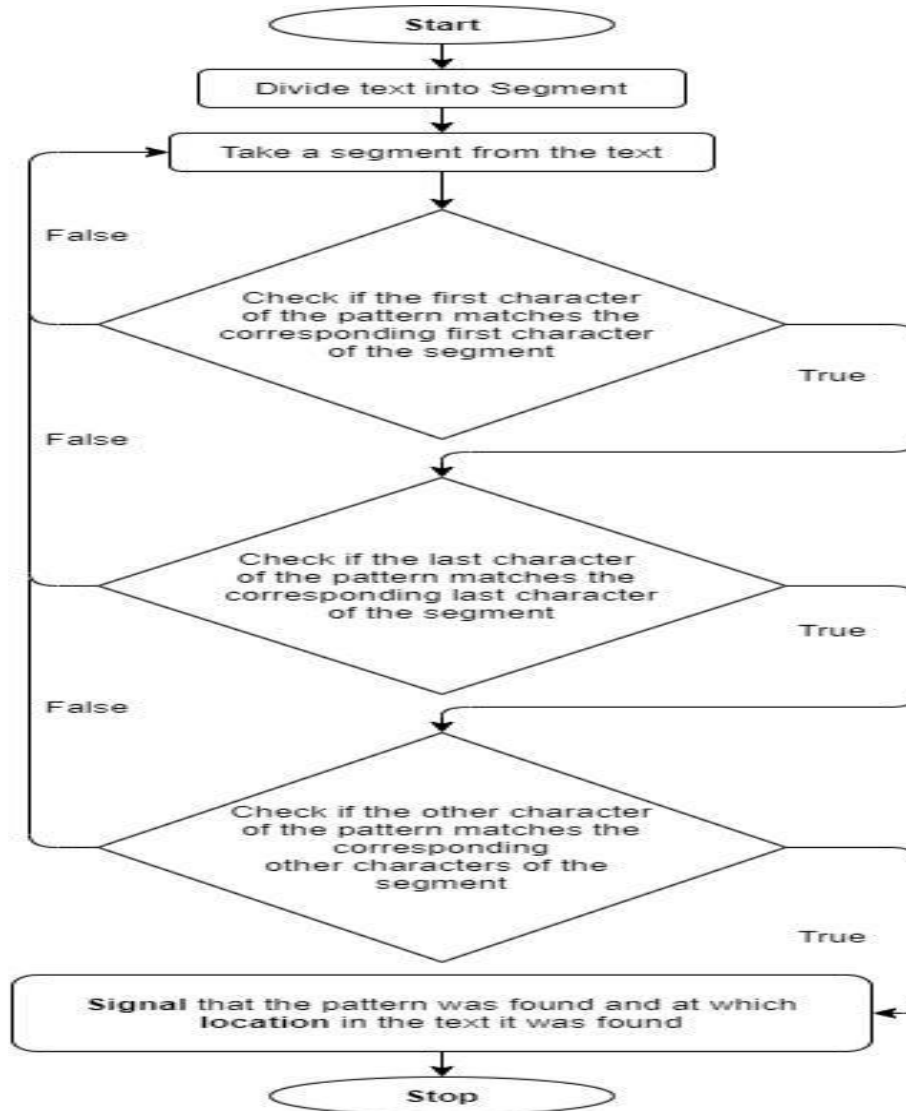 Start
Divide text into Segment
Take a segment from the text
False
Check if the first character
of the pattern matches the
corresponding first character
of the segment
True
False
Check if the last character
of the pattern matches the
corresponding last character
of the segment
True
False
Check if the other character
of the pattern matches the
corresponding
other characters of the
segment
True
Signal that the pattern was found and at which
location in the text it was found
Stop